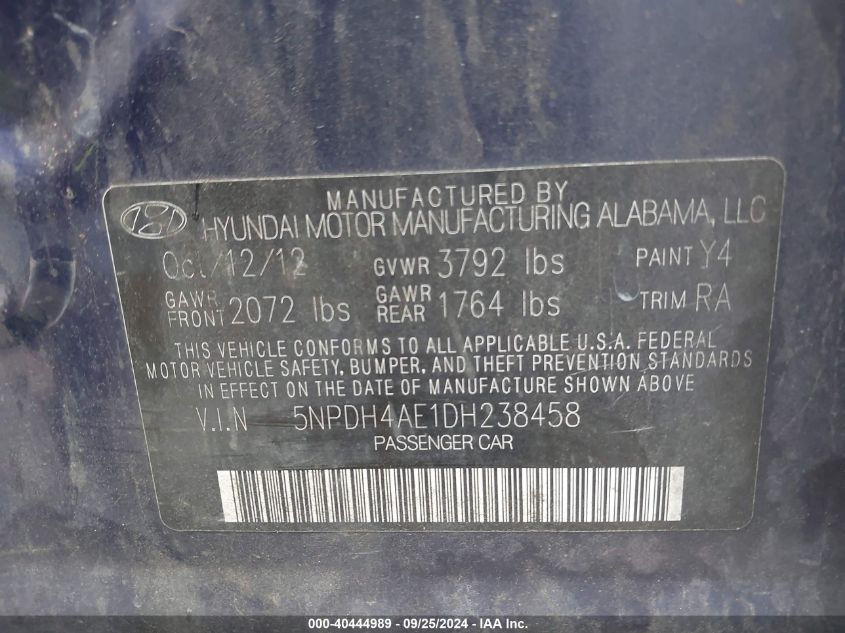 MANUFACTURED BY
HYUNDAI MOTOR MANUFACTURING ALABAMA, LLC
Oct/12/12 GVWR 3792 lbs PAINT Y4
GAWR FRONT 2072 lbs GAWR REAR 1764 lbs TRIM RA
THIS VEHICLE CONFORMS TO ALL APPLICABLE U.S.A. FEDERAL
MOTOR VEHICLE SAFETY, BUMPER, AND THEFT PREVENTION STANDARDS
IN EFFECT ON THE DATE OF MANUFACTURE SHOWN ABOVE
V.I.N 5NPDH4AE1DH238458
PASSENGER CAR
000-40444989 - 09/25/2024 - IAA, Inc.